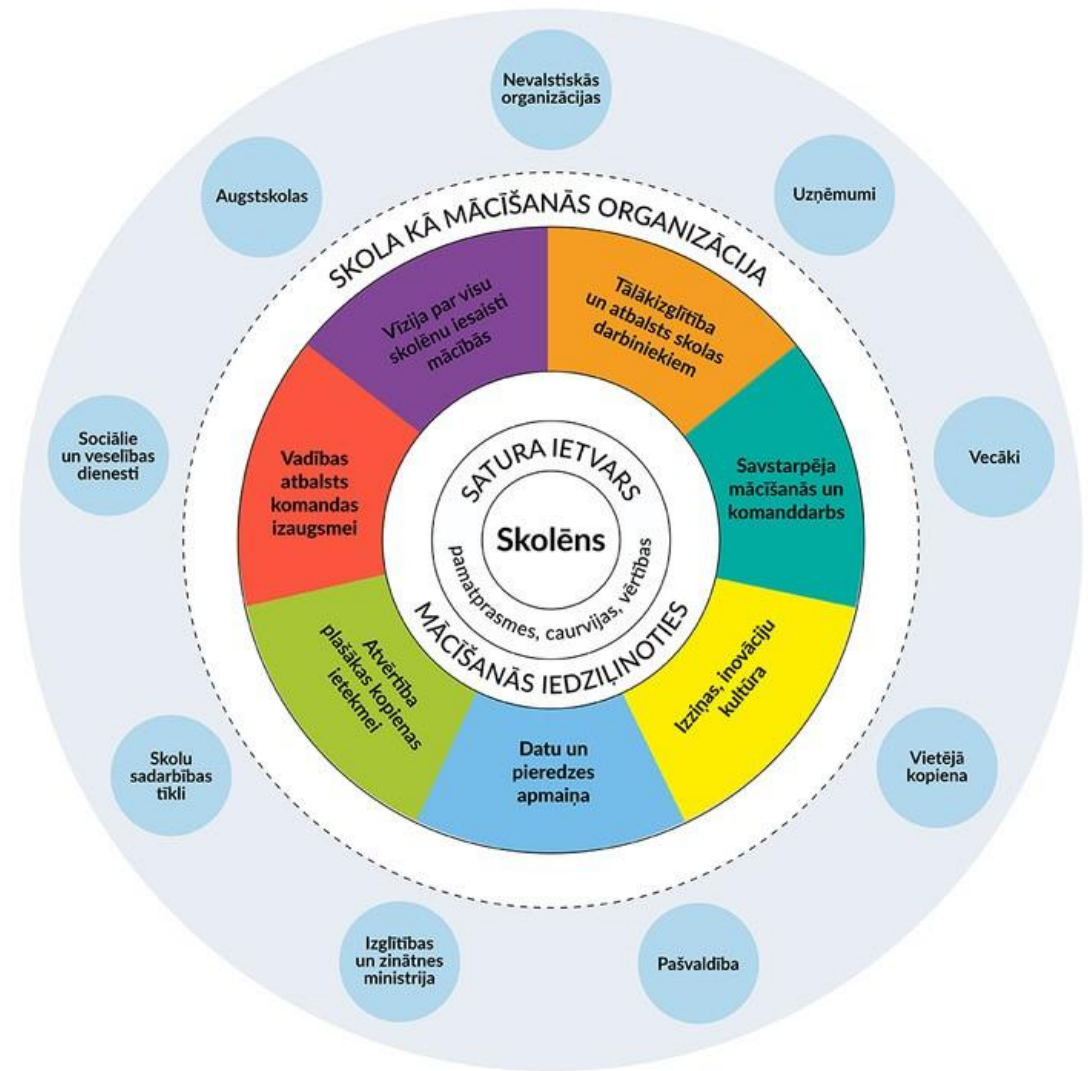 Nevalstiskās
organizācijas
Augstskolas
Uzņēmumi
SKOLA KĀ MĀCĪŠANĀS ORGANIZĀCIJA
Vīzija par visu
skolēnu iesaisti
mācībās
Tālākizglītība
un atbalsts skolas
darbiniekiem
Sociālie
un veselības
dienesti
Vadības
atbalsts
komandas
izaugsmei
SATURA IETVARS
Skolēns
pamatprasmes, caurvijas, vērtības
MĀCĪŠANĀS IEDZIĻINOTIES
Savstarpēja
mācīšanās un
komanddarbs
Vecāki
Atvērtība
plašākas kopienas
ietekmei
Datu un
pieredzes
apmaiņa
Izziņas, inovāciju
kultūra
Skolu
sadarbības
tīkli
Vietējā
kopiena
Izglītības
un zinātnes
ministrija
Pašvaldība